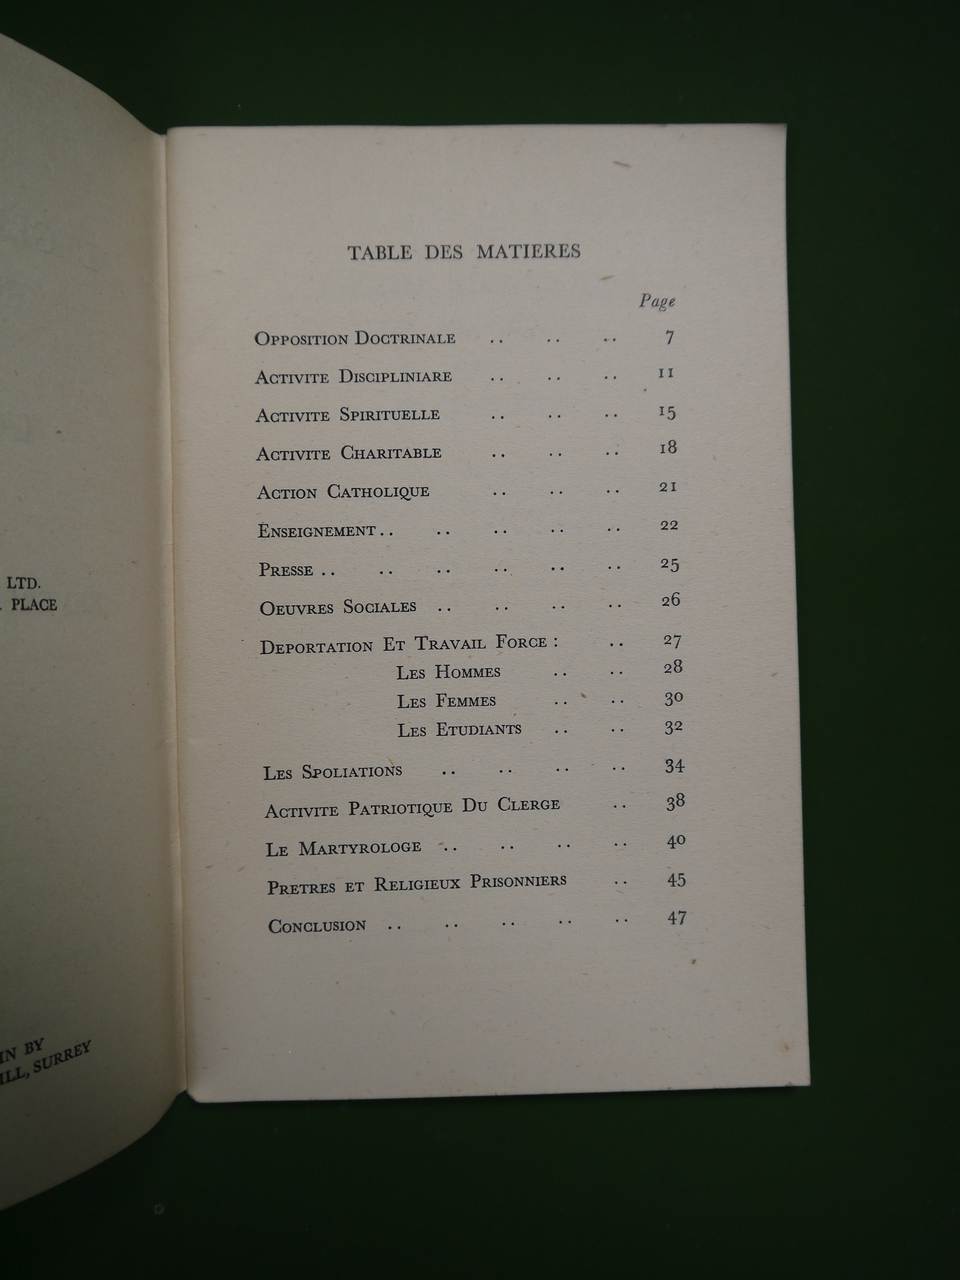 LTD.
PLACE
IN BY
ILL, SURREY
TABLE DES MATIERES
Page
OPPOSITION DOCTRINALE .. .. .. 7
ACTIVITE DISCIPLINIARE .. .. .. 11
ACTIVITE SPIRITUELLE .. .. .. 15
ACTIVITE CHARITABLE .. .. .. 18
ACTION CATHOLIQUE .. .. .. 21
ENSEIGNEMENT .. .. .. .. .. 22
PRESSE .. .. .. .. .. .. 25
OEUVRES SOCIALES .. .. .. .. 26
DEPORTATION ET TRAVAIL FORCE : .. 27
LES HOMMES .. .. 28
LES FEMMES .. .. 30
LES ETUDIANTS .. .. 32
LES SPOLIATIONS .. .. .. .. 34
ACTIVITE PATRIOTIQUE DU CLERGE .. 38
LE MARTYROLOGE .. .. .. .. 40
PRETRES ET RELIGIEUX PRISONNIERS .. 45
CONCLUSION .. .. .. .. .. 47